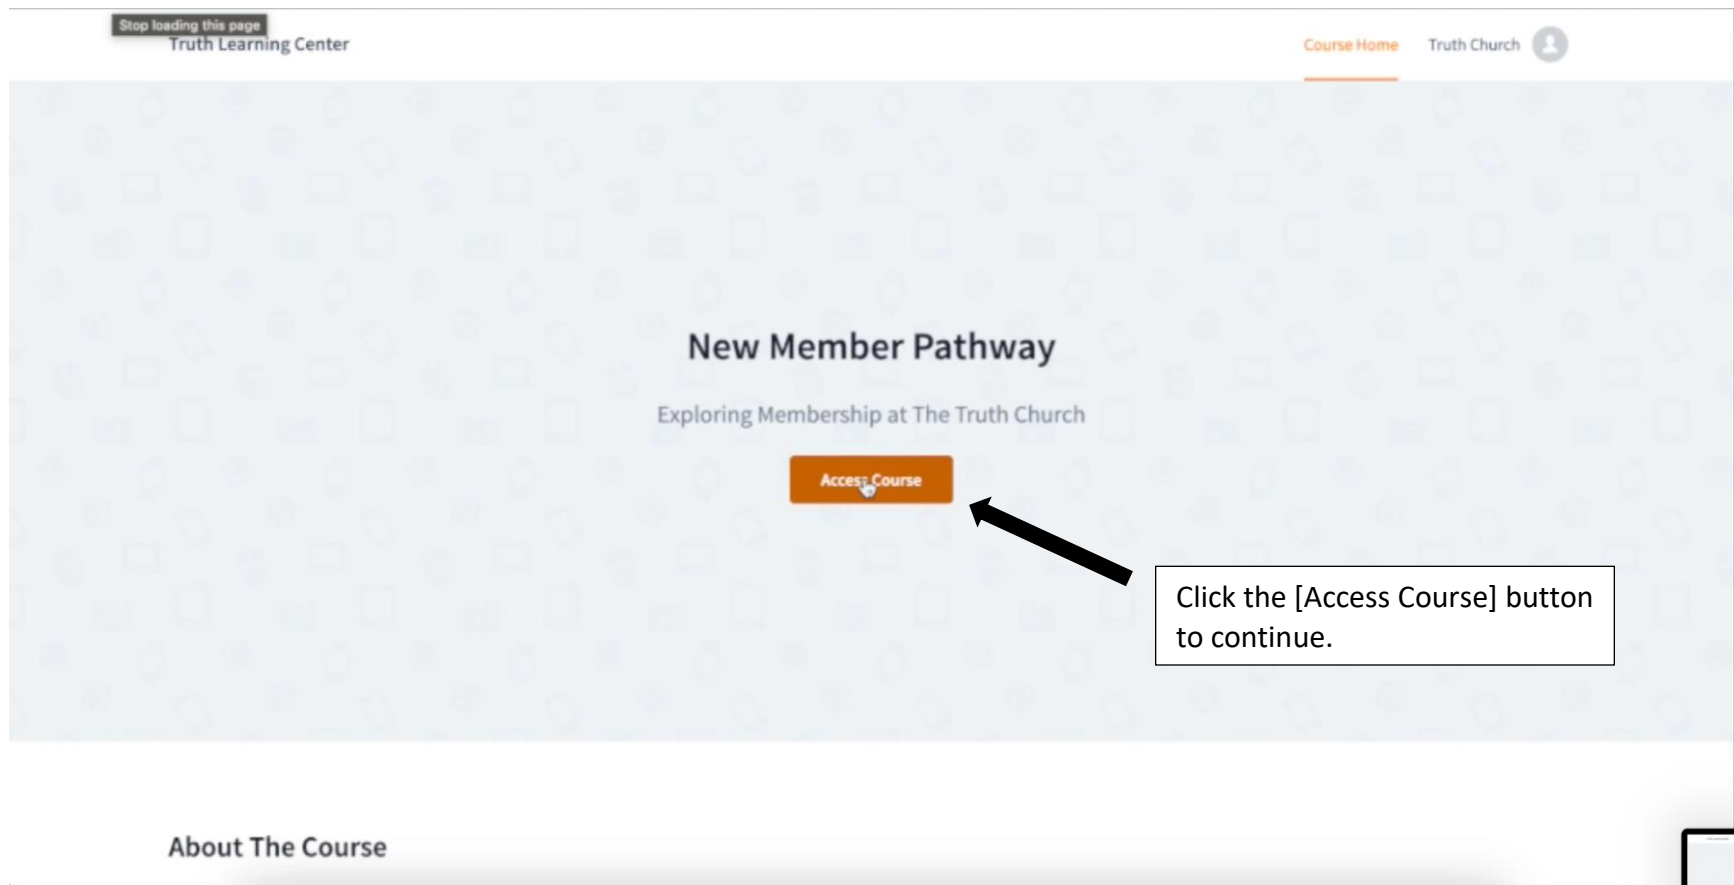 Stop loading this page
Truth Learning Center
Course Home
Truth Church
New Member Pathway
Exploring Membership at The Truth Church
Access Course
Click the [Access Course] button
to continue.
About The Course